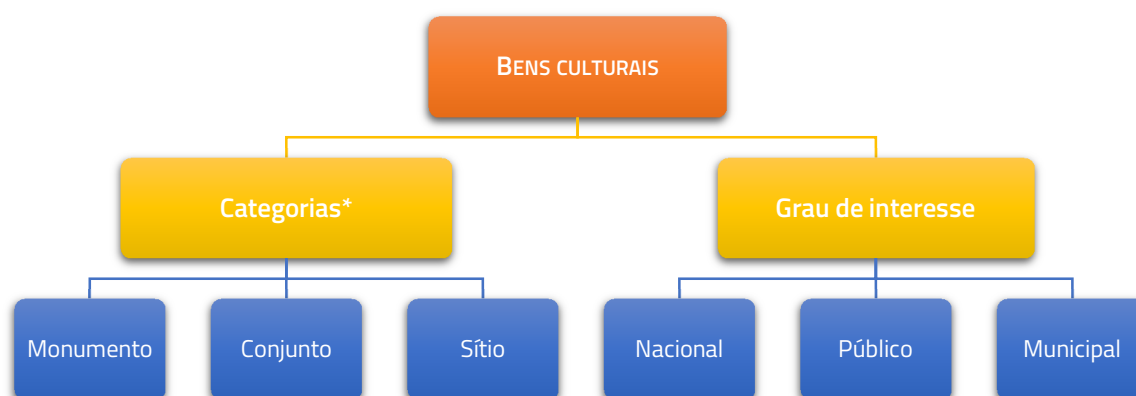 BENS CULTURAIS
Categorias*
Grau de interesse
Monumento
Conjunto
Sítio
Nacional
Público
Municipal